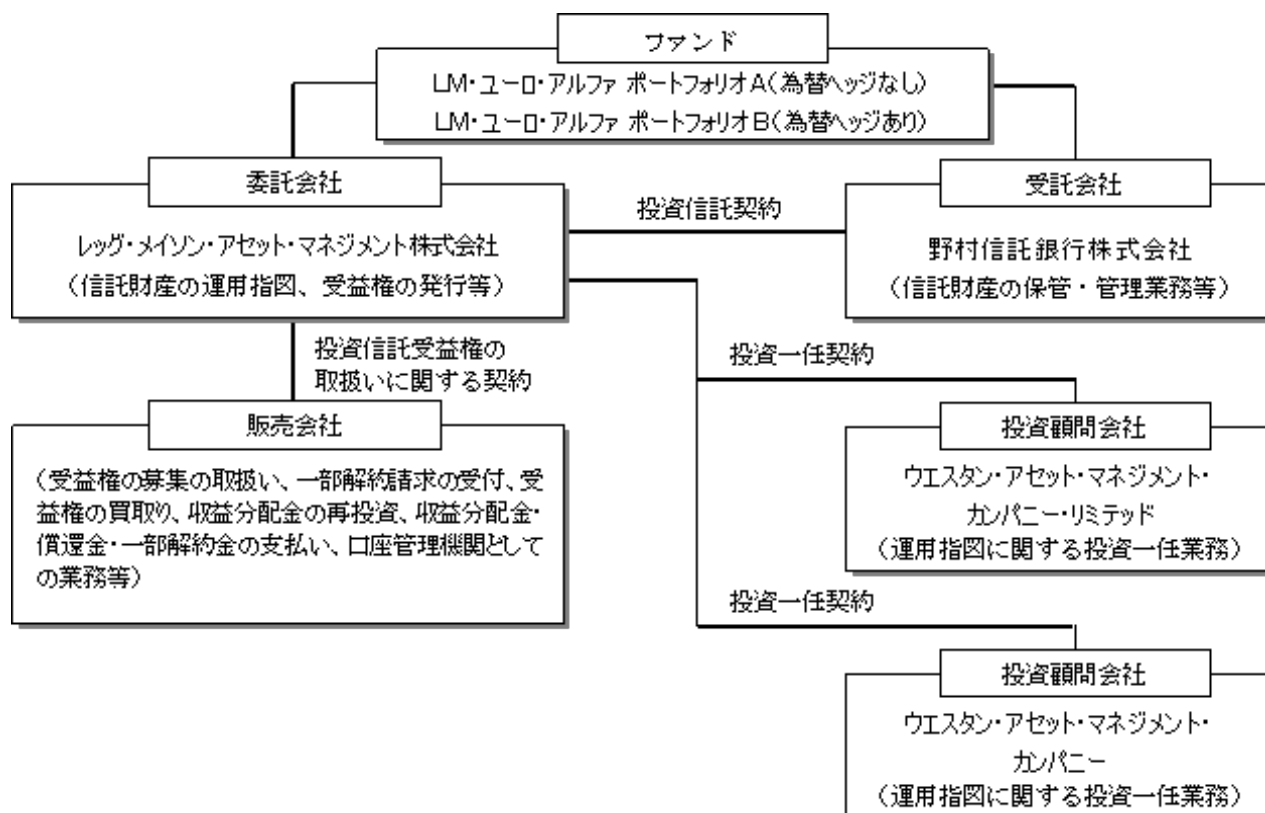 ファンド
LM・ユーロ・アルファ ポートフォリオA(為替ヘッジなし)
LM・ユーロ・アルファ ポートフォリオB(為替ヘッジあり)
委託会社
レッグ・メイソン・アセット・マネジメント株式会社
(信託財産の運用指図、受益権の発行等)
投資信託契約
受託会社
野村信託銀行株式会社
(信託財産の保管・管理業務等)
投資信託受益権の
取扱いに関する契約
投資一任契約
販売会社
(受益権の募集の取扱い、一部解約請求の受付、受
益権の買取り、収益分配金の再投資、収益分配金・
償還金・一部解約金の支払い、口座管理機関として
の業務等)
投資顧問会社
ウエスタン・アセット・マネジメント・
カンパニー・リミテッド
(運用指図に関する投資一任業務)
投資一任契約
投資顧問会社
ウエスタン・アセット・マネジメント・
カンパニー
(運用指図に関する投資一任業務)